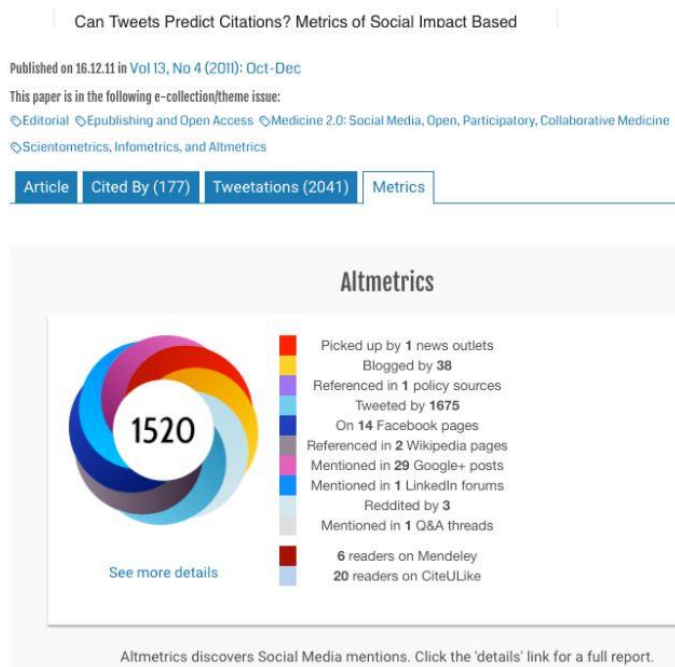 Can Tweets Predict Citations? Metrics of Social Impact Based
Published on 16.12.11 in Vol 13, No 4 (2011): Oct-Dec
This paper is in the following e-collection/theme issue:
Editorial Epublishing and Open Access Medicine 2.0: Social Media, Open, Participatory, Collaborative Medicine
Scientometrics, Infometrics, and Altmetrics
Article Cited By (177) Tweetations (2041) Metrics
Altmetrics
1520
See more details
Picked up by 1 news outlets
Blogged by 38
Referenced in 1 policy sources
Tweeted by 1675
On 14 Facebook pages
Referenced in 2 Wikipedia pages
Mentioned in 29 Google+ posts
Mentioned in 1 LinkedIn forums
Reddited by 3
Mentioned in 1 Q&A threads
6 readers on Mendeley
20 readers on CiteULike
Altmetrics discovers Social Media mentions. Click the 'details' link for a full report.